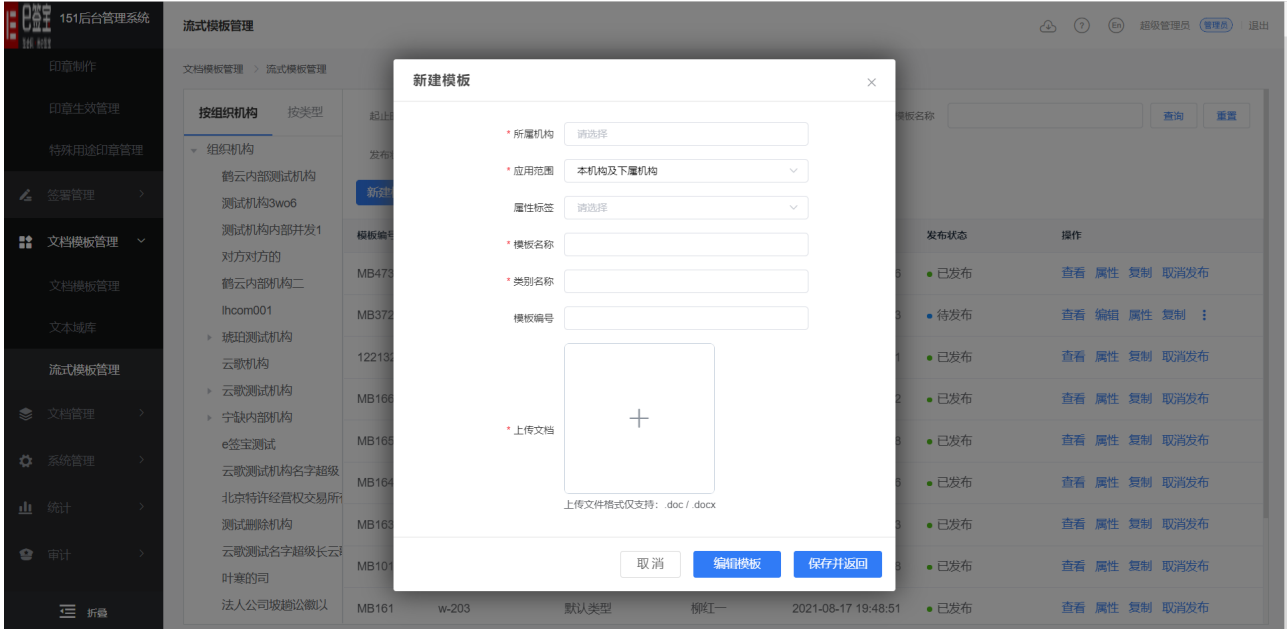 e签宝
151后台管理系统
流式模板管理
En
超级管理员
管理员
退出
印章制作
印章生效管理
特殊用途印章管理
签署管理
文档模板管理
文档模板管理
文本域库
流式模板管理
文档管理
系统管理
统计
审计
折叠
文档模板管理 > 流式模板管理
按组织机构 按类型
组织机构
鹤云内部测试机构
测试机构3wo6
测试机构内部并发1
对方对方的
鹤云内部机构二
lhcom001
琥珀测试机构
云歌机构
云歌测试机构
宁缺内部机构
e签宝测试
云歌测试机构名字超级
北京特许经营权交易所
测试删除机构
云歌测试名字超级长云
叶寒的司
法人公司坡趟讼徽以
起止
发布
模板名称
查询 重置
新建
新建模板
* 所属机构 请选择
* 应用范围 本机构及下属机构
属性标签 请选择
* 模板名称
* 类别名称
模板编号
* 上传文档
上传文件格式仅支持: .doc / .docx
取消 编辑模板 保存并返回
模板编号 发布状态 操作
MB473 已发布 查看 属性 复制 取消发布
MB372 待发布 查看 编辑 属性 复制
122132 已发布 查看 属性 复制 取消发布
MB166 已发布 查看 属性 复制 取消发布
MB165 已发布 查看 属性 复制 取消发布
MB164 已发布 查看 属性 复制 取消发布
MB163 已发布 查看 属性 复制 取消发布
MB101 已发布 查看 属性 复制 取消发布
MB161 w-203 默认类型 柳红一 2021-08-17 19:48:51 已发布 查看 属性 复制 取消发布